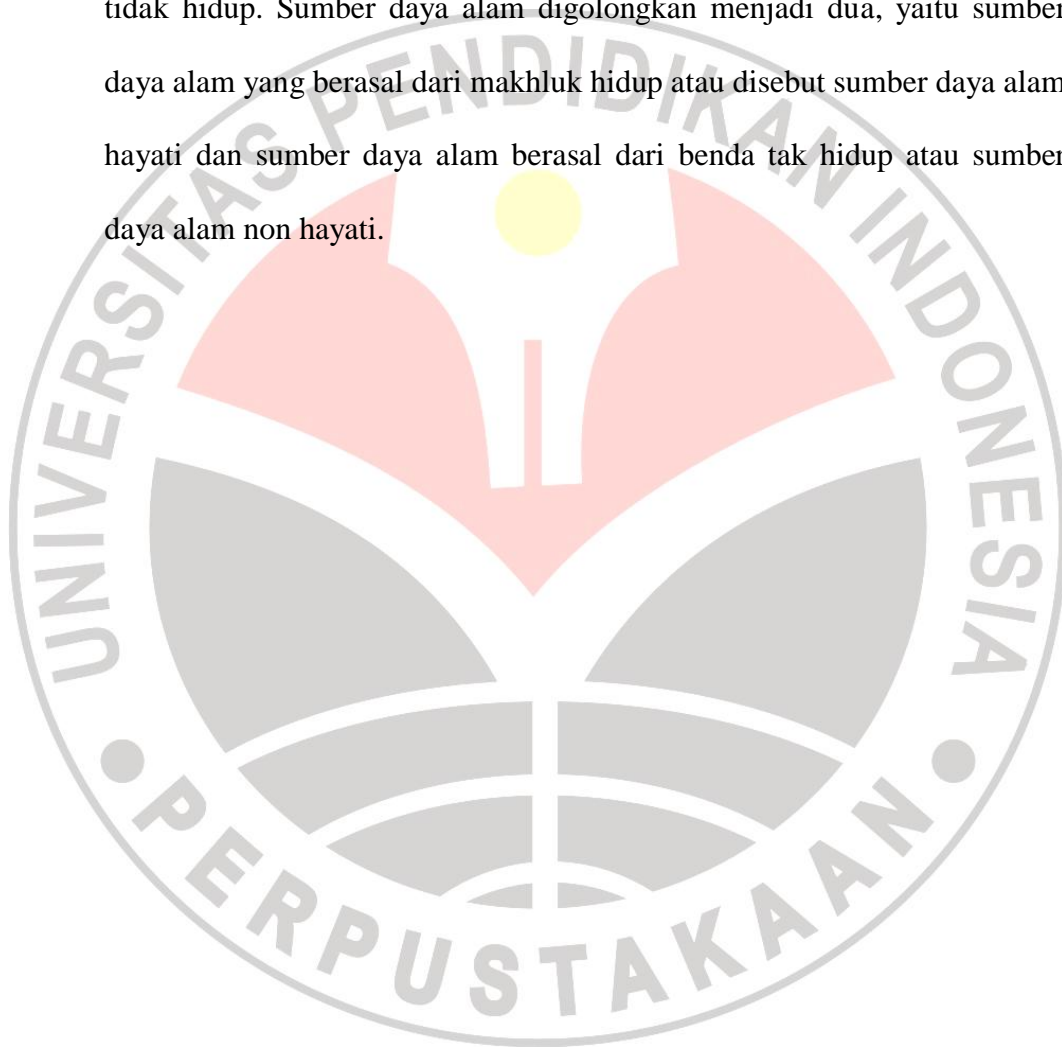 tidak hidup. Sumber daya alam digolongkan menjadi dua, yaitu sumber
daya alam yang berasal dari makhluk hidup atau disebut sumber daya alam
hayati dan sumber daya alam berasal dari benda tak hidup atau sumber
daya alam non hayati.
UNIVERSITAS PENDIDIKAN INDONESIA
PERPUSTAKAAN